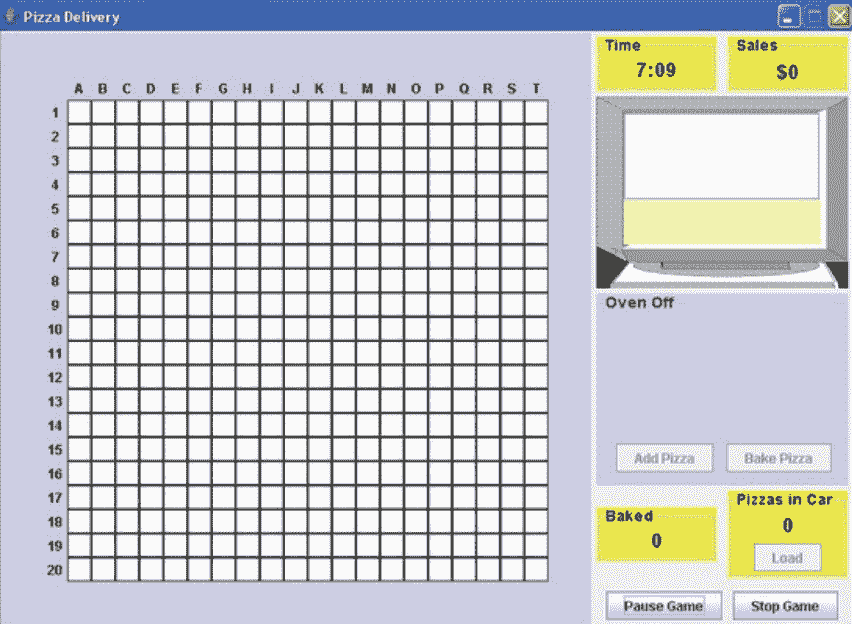 Pizza Delivery
Time
7:09
Sales
$0
A B C D E F G H I J K L M N O P Q R S T
1
2
3
4
5
6
7
8
9
10
11
12
13
14
15
16
17
18
19
20
Oven Off
Add Pizza
Bake Pizza
Baked
0
Pizzas in Car
0
Load
Pause Game
Stop Game